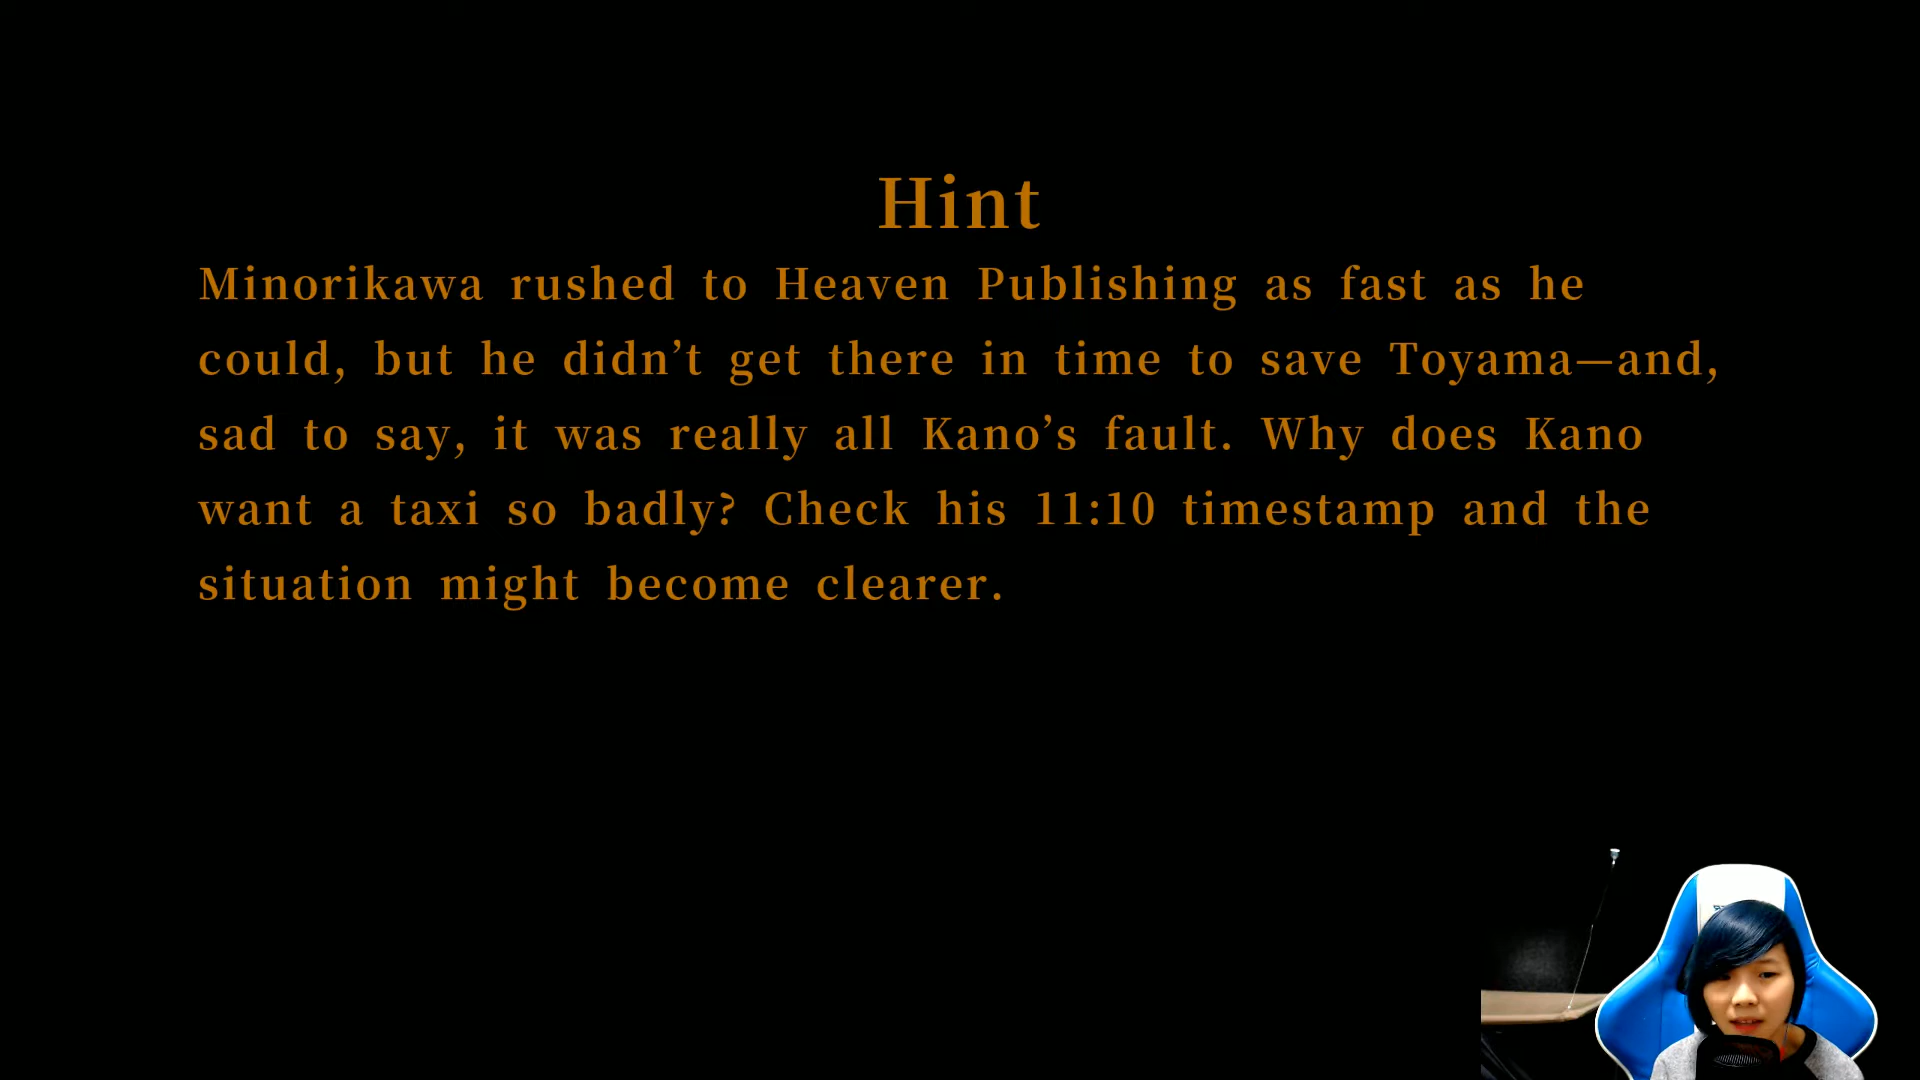 Hint
Minorikawa rushed to Heaven Publishing as fast as he
could, but he didn’t get there in time to save Toyama—and,
sad to say, it was really all Kano’s fault. Why does Kano
want a taxi so badly? Check his 11:10 timestamp and the
situation might become clearer.